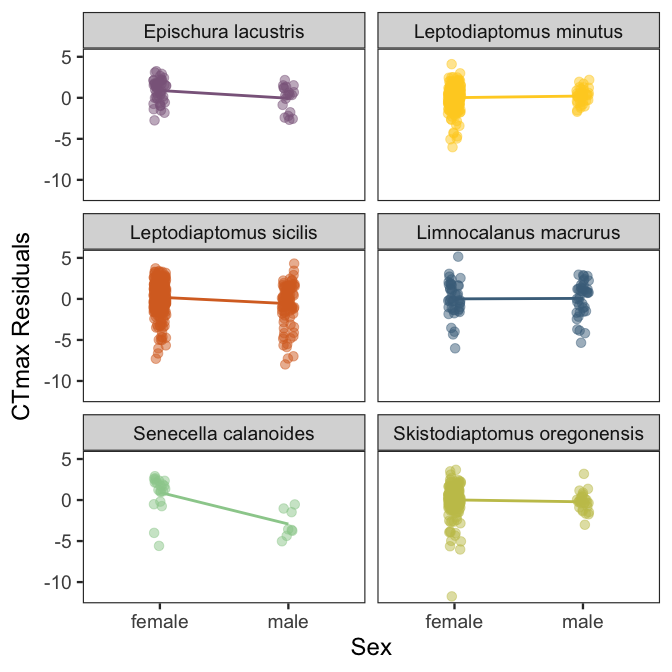 Epischura lacustris
Leptodiaptomus minutus
5
0
-5
-10
Leptodiaptomus sicilis
Limnocalanus macrurus
5
0
-5
-10
Senecella calanoides
Skistodiaptomus oregonensis
5
0
-5
-10
CTmax Residuals
female
male
female
male
Sex